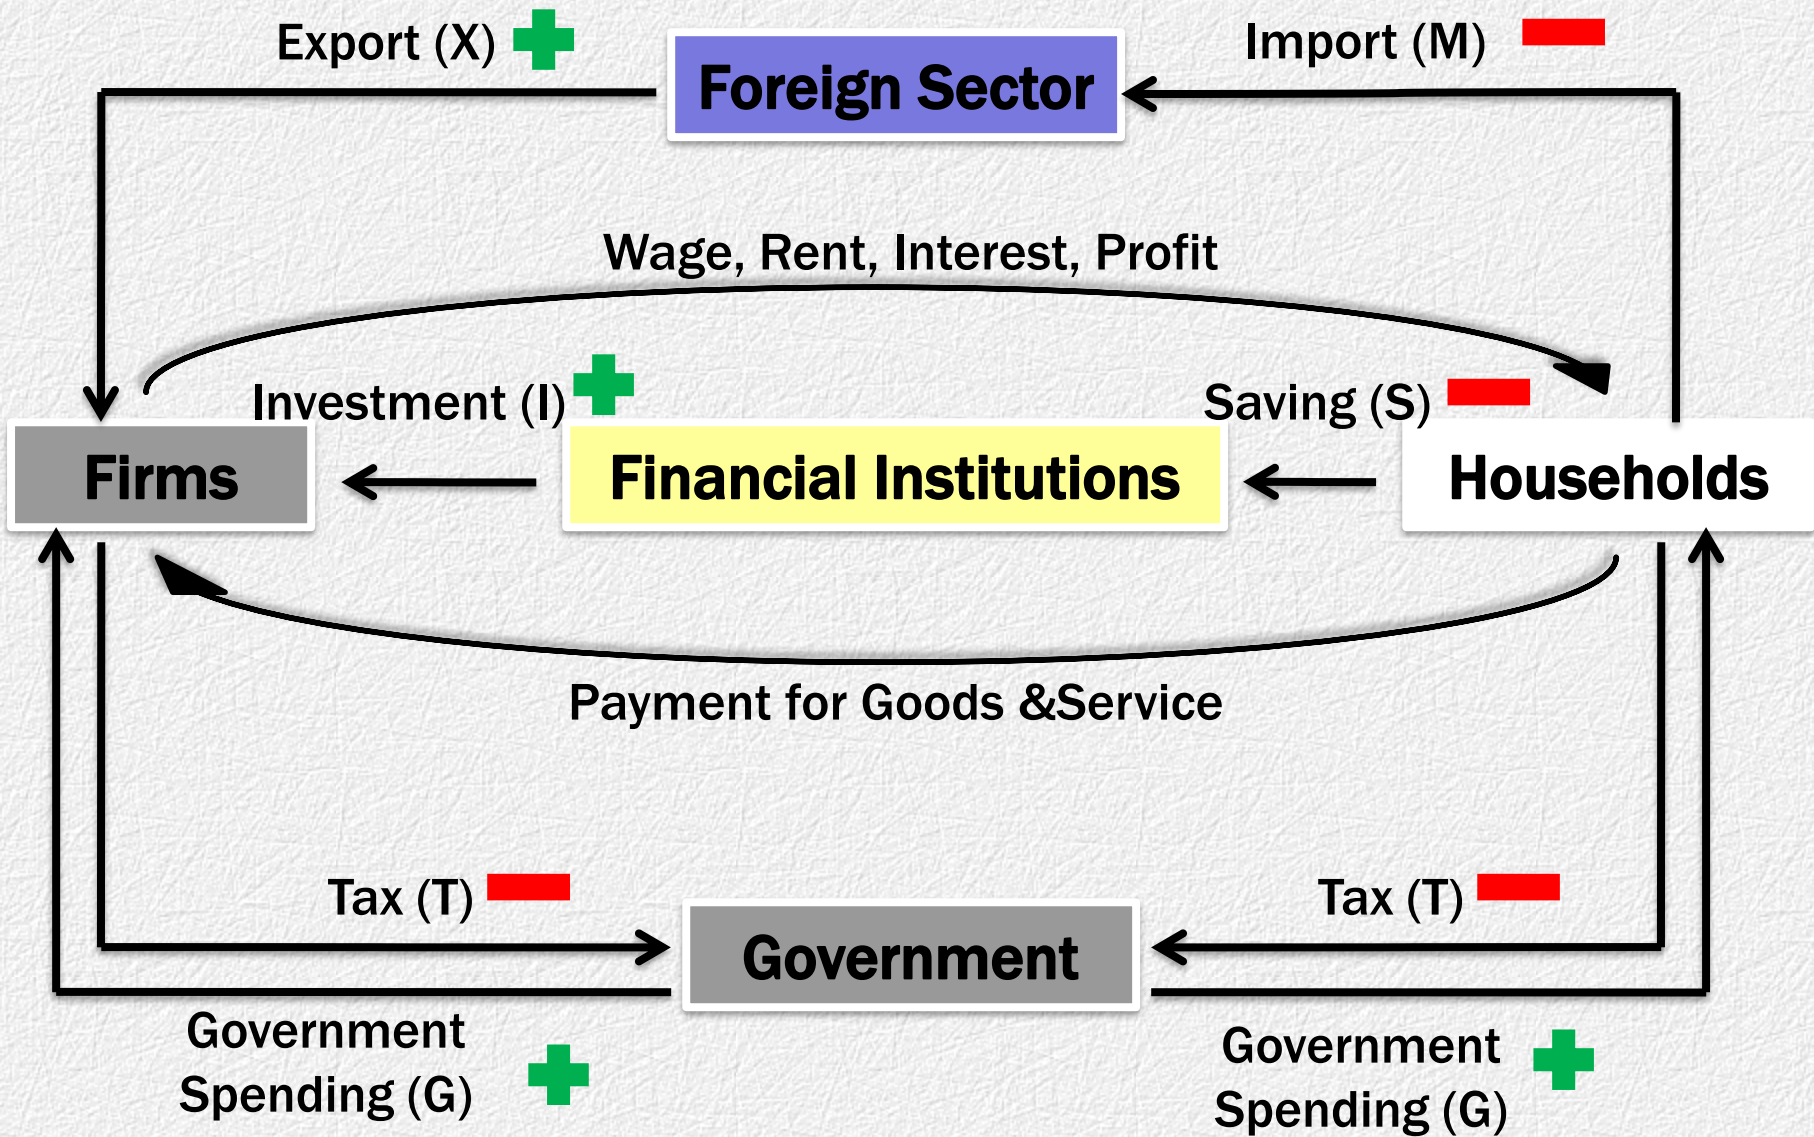 Export (X)
Import (M)
Foreign Sector
Wage, Rent, Interest, Profit
Investment (I)
Saving (S)
Firms
Financial Institutions
Households
Payment for Goods &Service
Tax (T)
Tax (T)
Government
Government
Spending (G)
Government
Spending (G)